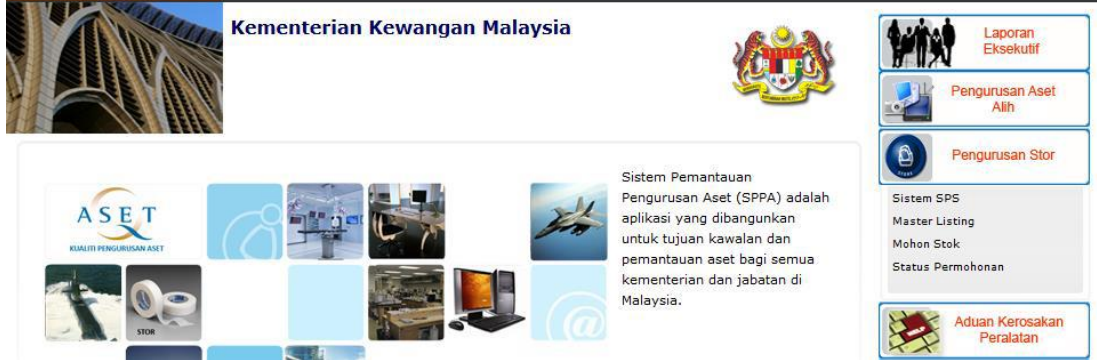 Kementerian Kewangan Malaysia
Laporan
Eksekutif
Pengurusan Aset
Alih
Pengurusan Stor
Sistem SPS
Master Listing
Mohon Stok
Status Permohonan
Aduan Kerosakan
Peralatan
ASET
KUALITI PENGURUSAN ASET
STOR
Sistem Pemantauan
Pengurusan Aset (SPPA) adalah
aplikasi yang dibangunkan
untuk tujuan kawalan dan
pemantauan aset bagi semua
kementerian dan jabatan di
Malaysia.